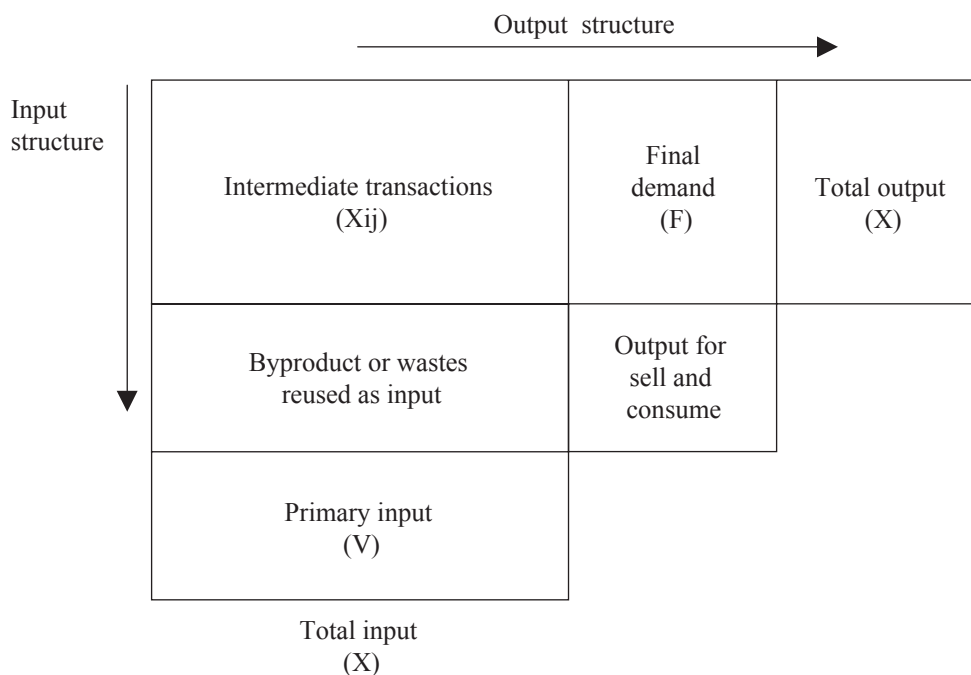 Output structure
Input
structure
Intermediate transactions
(Xij)
Final
demand
(F)
Total output
(X)
Byproduct or wastes
reused as input
Output for
sell and
consume
Primary input
(V)
Total input
(X)